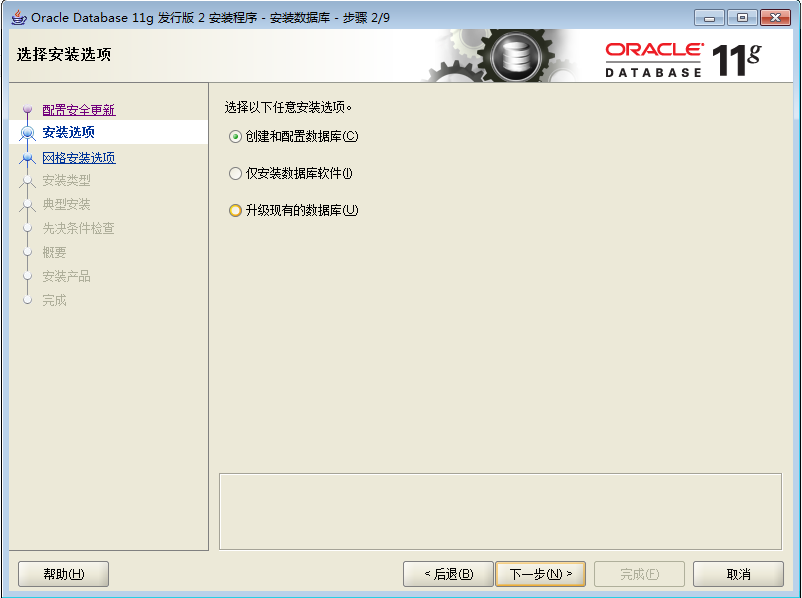 Oracle Database 11g 发行版 2 安装程序 - 安装数据库 - 步骤 2/9
选择安装选项
ORACLE
DATABASE
11g
配置安全更新
安装选项
网格安装选项
安装类型
典型安装
先决条件检查
概要
安装产品
完成
选择以下任意安装选项。
创建和配置数据库(C)
仅安装数据库软件(I)
升级现有的数据库(U)
帮助(H)
< 后退(B)
下一步(N) >
完成(F)
取消